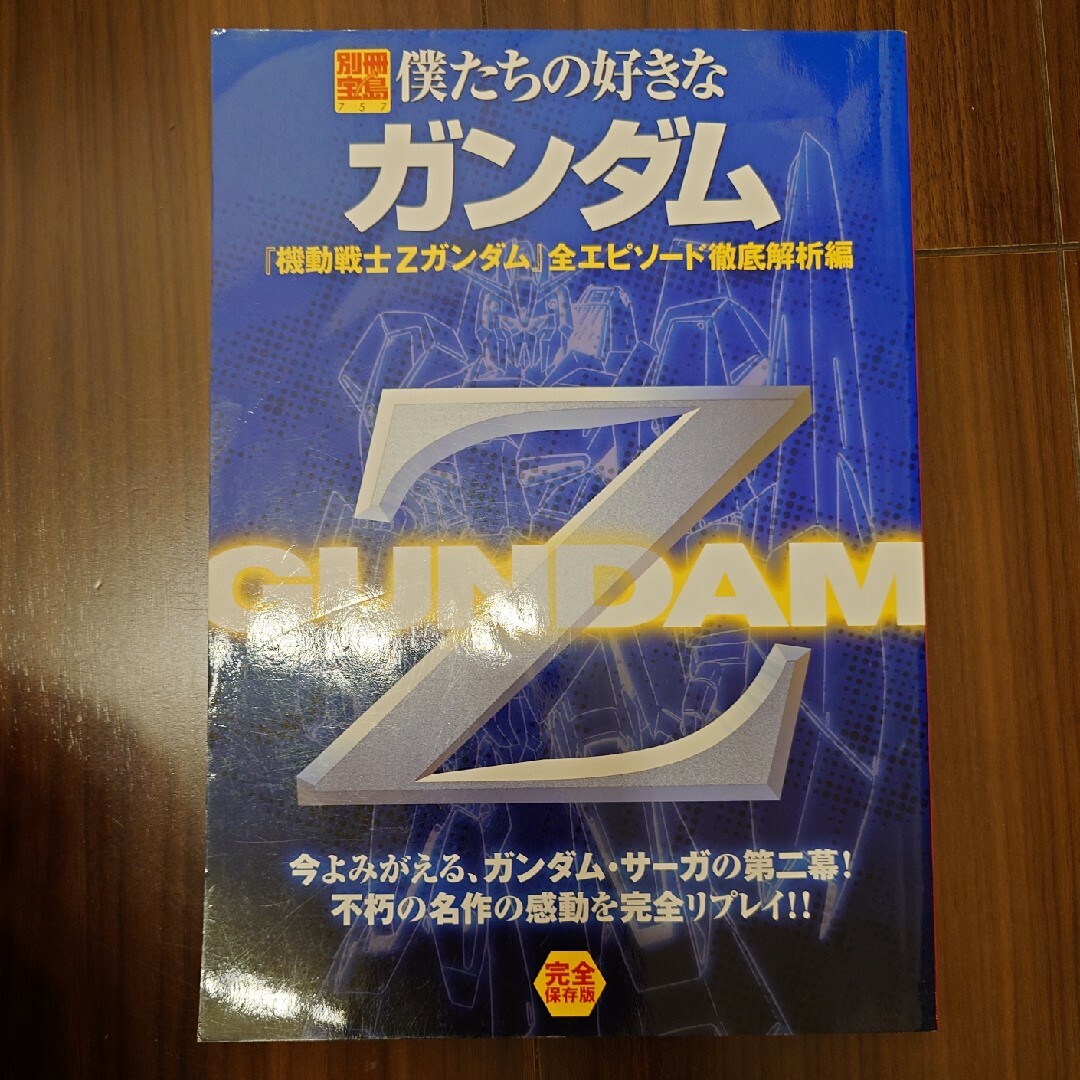 別冊
宝島
757
僕たちの好きな
ガンダム
『機動戦士Zガンダム』全エピソード徹底解析編
Z
GUNDAM
今よみがえる、ガンダム・サーガの第二幕!
不朽の名作の感動を完全リプレイ!!
完全
保存版